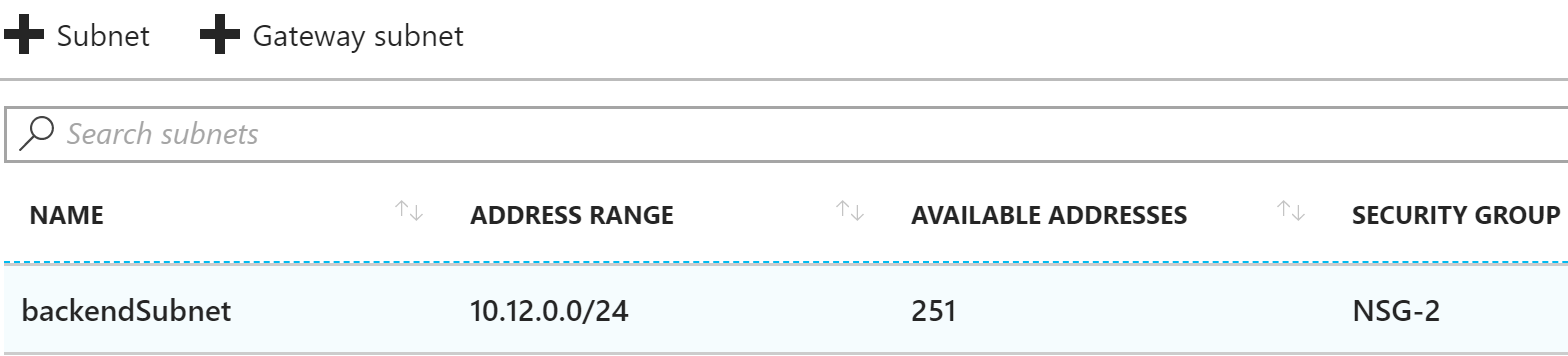 Subnet Gateway subnet
Search subnets
NAME ADDRESS RANGE AVAILABLE ADDRESSES SECURITY GROUP
backendSubnet 10.12.0.0/24 251 NSG-2